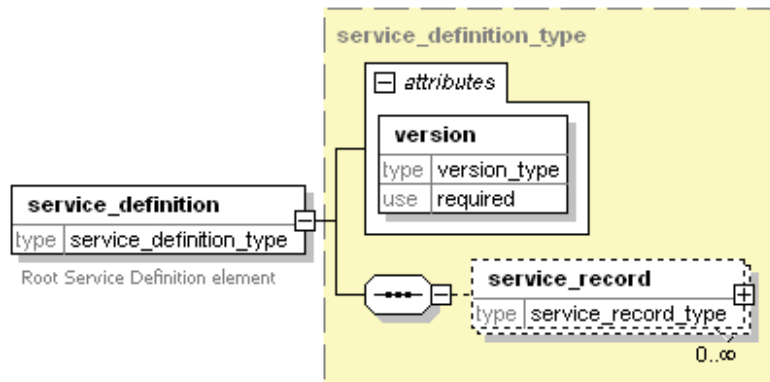 service_definition_type
attributes
version
type version_type
use required
service_definition
type service_definition_type
Root Service Definition element
service_record
type service_record_type
0..∞